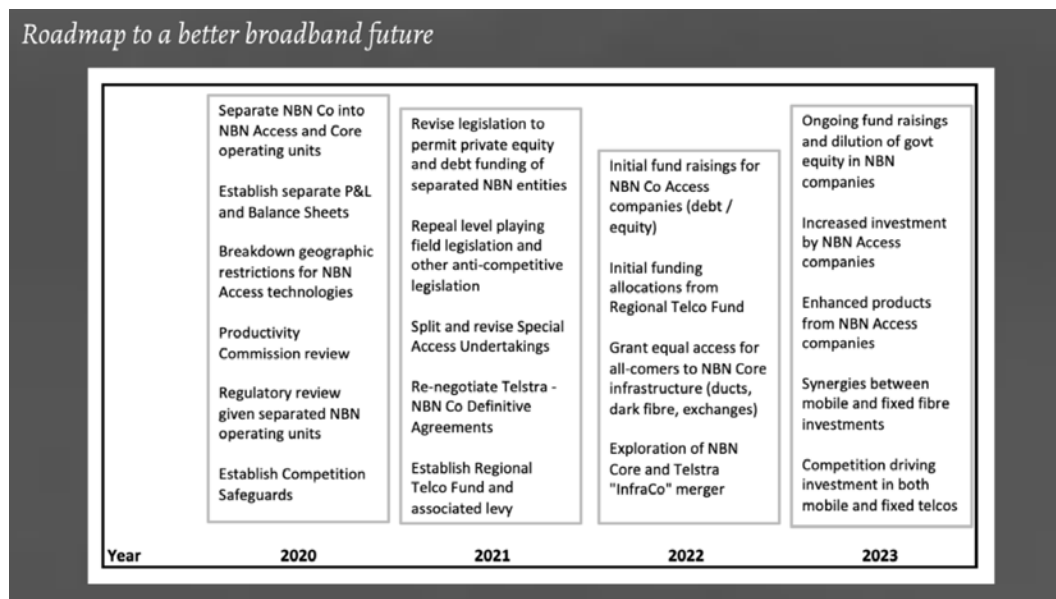 Roadmap to a better broadband future
Separate NBN Co into
NBN Access and Core
operating units
Establish separate P&L
and Balance Sheets
Breakdown geographic
restrictions for NBN
Access technologies
Productivity
Commission review
Regulatory review
given separated NBN
operating units
Establish Competition
Safeguards
Revise legislation to
permit private equity
and debt funding of
separated NBN entities
Repeal level playing
field legislation and
other anti-competitive
legislation
Split and revise Special
Access Undertakings
Re-negotiate Telstra -
NBN Co Definitive
Agreements
Establish Regional
Telco Fund and
associated levy
Initial fund raisings for
NBN Co Access
companies (debt /
equity)
Initial funding
allocations from
Regional Telco Fund
Grant equal access for
all-comers to NBN Core
infrastructure (ducts,
dark fibre, exchanges)
Exploration of NBN
Core and Telstra
"InfraCo" merger
Ongoing fund raisings
and dilution of govt
equity in NBN
companies
Increased investment
by NBN Access
companies
Enhanced products
from NBN Access
companies
Synergies between
mobile and fixed fibre
investments
Competition driving
investment in both
mobile and fixed telcos
Year 2020 2021 2022 2023